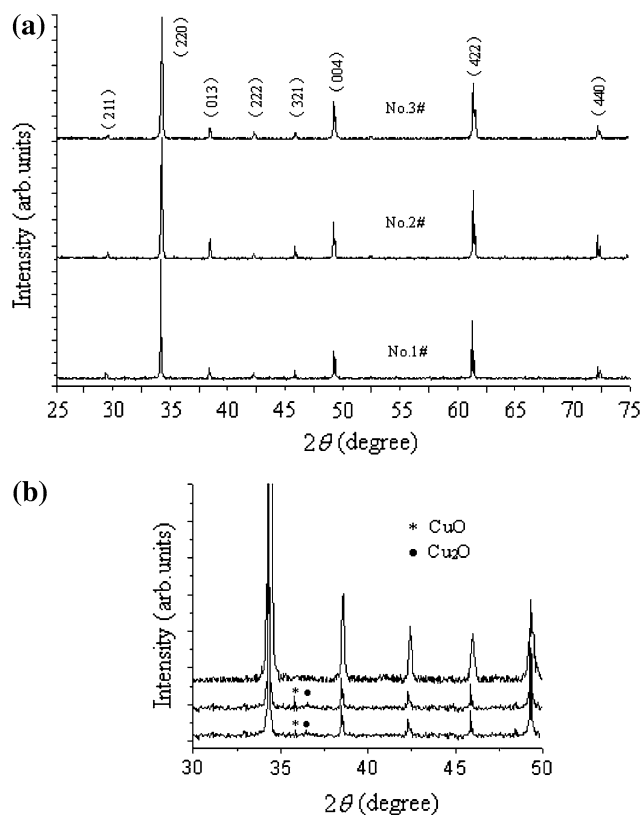 (a)
(211)
(220)
(013)
(222)
(321)
(004)
(422)
(440)
No.3#
No.2#
No.1#
Intensity (arb.units)
25 30 35 40 45 50 55 60 65 70 75
2θ (degree)
(b)
* CuO
● Cu₂O
* ●
* ●
Intensity (arb.units)
30 35 40 45 50
2θ (degree)